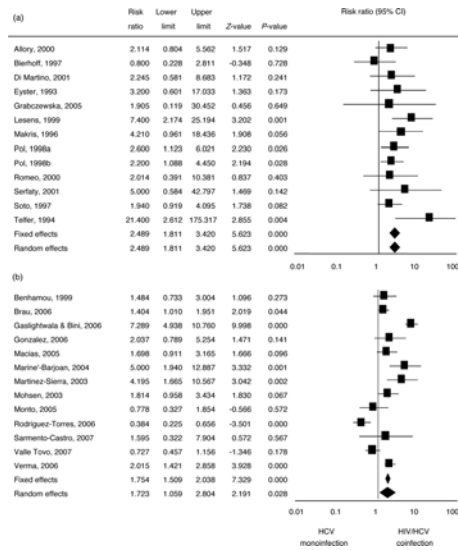 (a)
Risk ratio Lower limit Upper limit Z-value P-value Risk ratio (95% CI)
Allory, 2000 2.114 0.804 5.562 1.517 0.129
Bierhoff, 1997 0.800 0.228 2.811 -0.348 0.728
Di Martino, 2001 2.245 0.581 8.683 1.172 0.241
Eyster, 1993 3.200 0.601 17.033 1.363 0.173
Grabczewska, 2005 1.905 0.119 30.452 0.456 0.649
Lesens, 1999 7.400 2.174 25.194 3.202 0.001
Makris, 1996 4.210 0.961 18.436 1.908 0.056
Pol, 1998a 2.600 1.123 6.021 2.230 0.026
Pol, 1998b 2.200 1.088 4.450 2.194 0.028
Romeo, 2000 2.014 0.391 10.381 0.837 0.403
Serfaty, 2001 5.000 0.584 42.797 1.469 0.142
Soto, 1997 1.940 0.919 4.095 1.738 0.082
Telfer, 1994 21.400 2.612 175.317 2.855 0.004
Fixed effects 2.489 1.811 3.420 5.623 0.000
Random effects 2.489 1.811 3.420 5.623 0.000
0.01 0.1 1 10 100
(b)
Benhamou, 1999 1.484 0.733 3.004 1.096 0.273
Brau, 2006 1.404 1.010 1.951 2.019 0.044
Gaslightwala & Bini, 2006 7.289 4.938 10.760 9.998 0.000
Gonzalez, 2006 2.037 0.789 5.254 1.471 0.141
Macias, 2005 1.698 0.911 3.165 1.666 0.096
Marine'-Barjoan, 2004 5.000 1.940 12.887 3.332 0.001
Martinez-Sierra, 2003 4.195 1.665 10.567 3.042 0.002
Mohsen, 2003 1.814 0.958 3.434 1.830 0.067
Monto, 2005 0.778 0.327 1.854 -0.566 0.572
Rodriguez-Torres, 2006 0.384 0.225 0.656 -3.501 0.000
Sarmento-Castro, 2007 1.595 0.322 7.904 0.572 0.567
Valle Tovo, 2007 0.727 0.457 1.156 -1.346 0.178
Verma, 2006 2.015 1.421 2.858 3.928 0.000
Fixed effects 1.754 1.509 2.038 7.329 0.000
Random effects 1.723 1.059 2.804 2.191 0.028
0.01 0.1 1 10 100
HCV monoinfection HIV/HCV coinfection